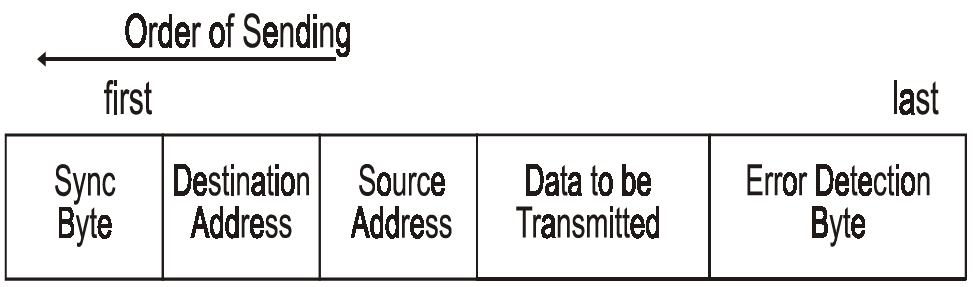 Order of Sending
first
last
Sync
Byte
Destination
Address
Source
Address
Data to be
Transmitted
Error Detection
Byte